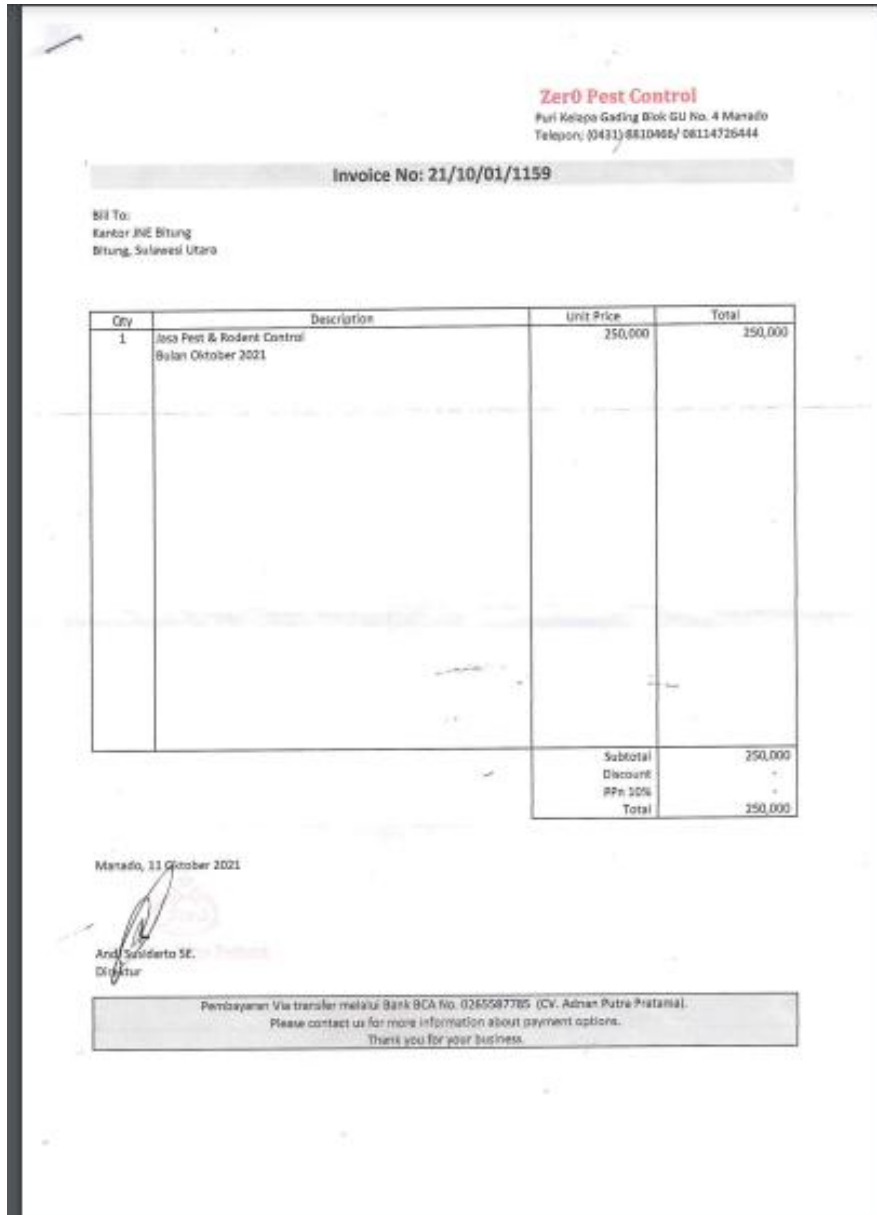 Zer0 Pest Control
Puri Kelapa Gading Blok GU No. 4 Manado
Telepon; (0431) 8810466/ 08114726444
Invoice No: 21/10/01/1159
Bill To:
Kantor JNE Bitung
Bitung, Sulawesi Utara
Qty Description Unit Price Total
1 Jasa Pest & Rodent Control 250,000 250,000
Bulan Oktober 2021
Subtotal 250,000
Discount -
PPn 10% -
Total 250,000
Manado, 11 Oktober 2021
Andi SE.
Direktur
Pembayaran Via transfer melalui Bank BCA No. 0265587785 (CV. Adnan Putra Pratama).
Please contact us for more information about payment options.
Thank you for your business.